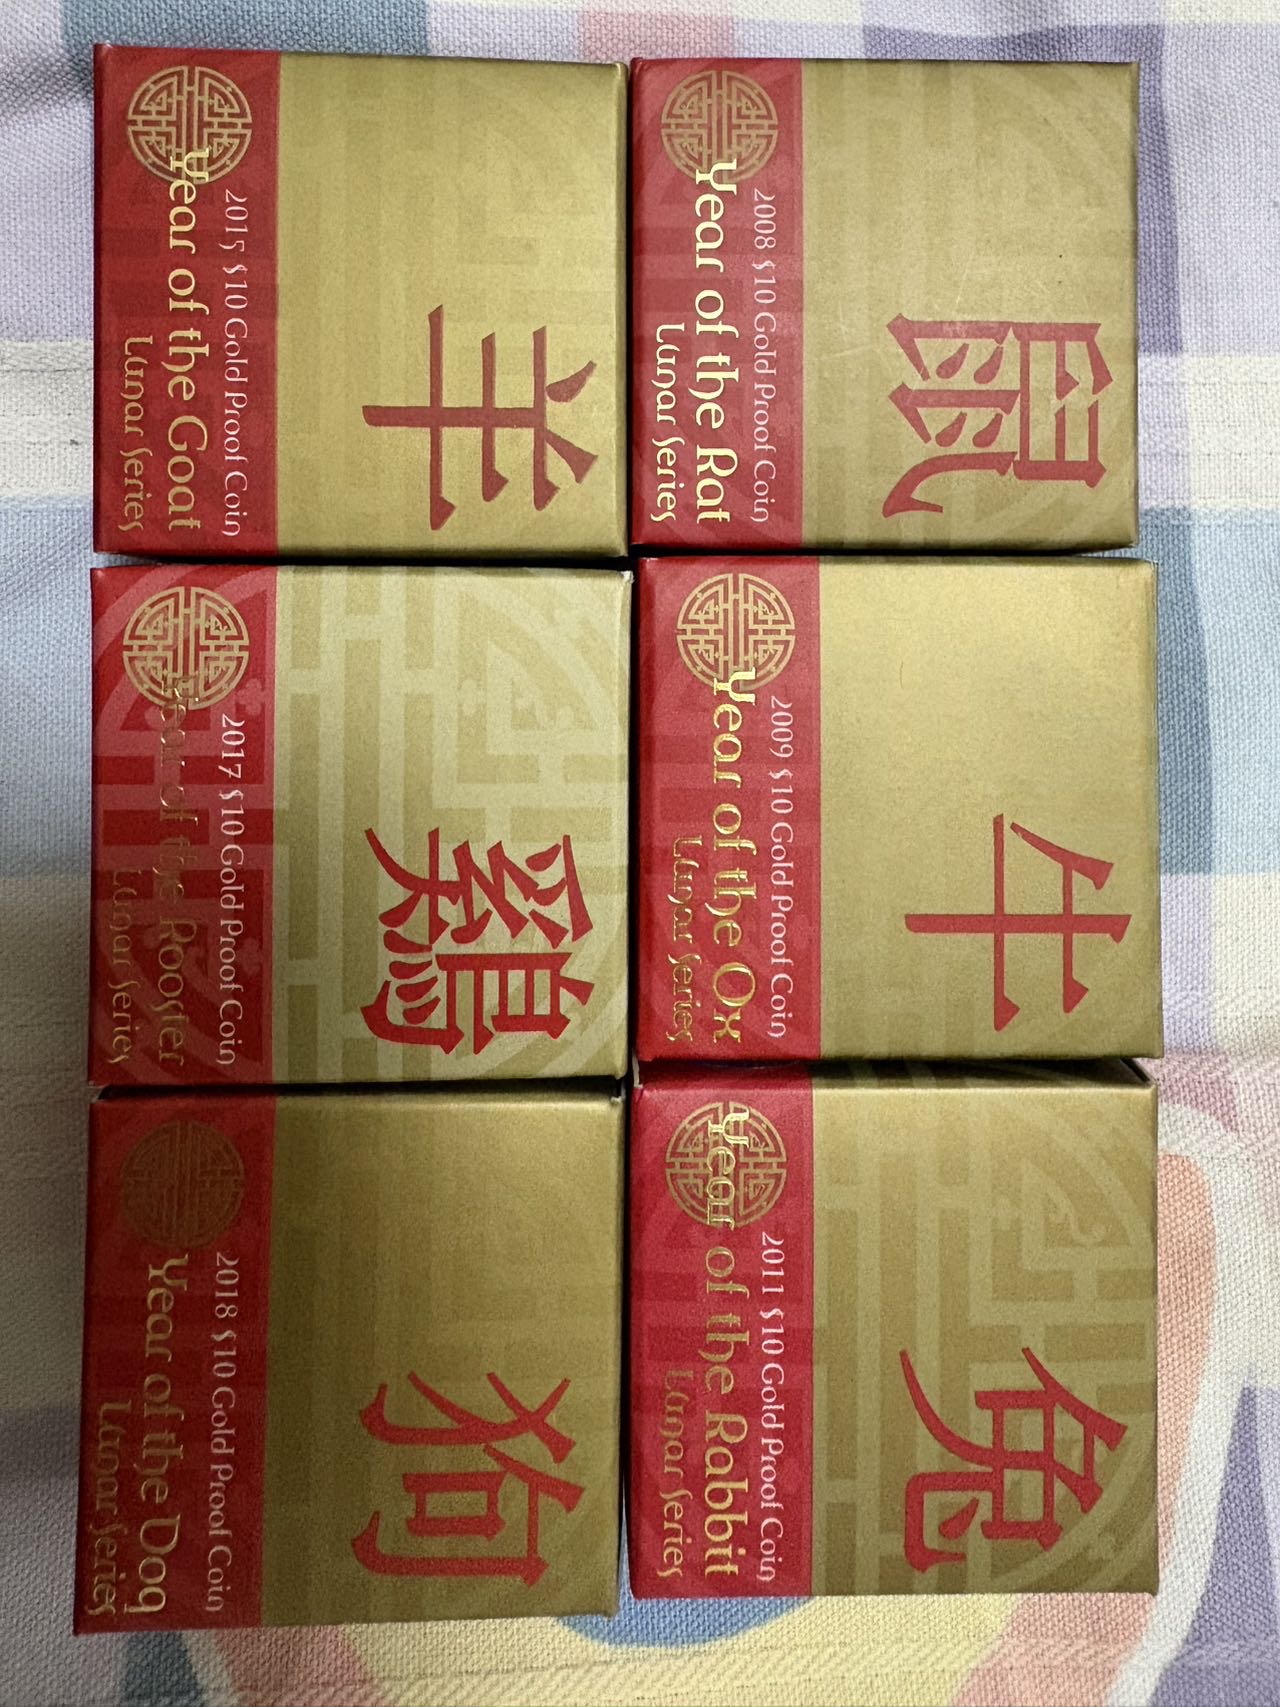 羊
2015 $10 Gold Proof Coin
Year of the Goat
Lunar Series
鼠
2008 $10 Gold Proof Coin
Year of the Rat
Lunar Series
鷄
2017 $10 Gold Proof Coin
Year of the Rooster
Lunar Series
牛
2009 $10 Gold Proof Coin
Year of the Ox
Lunar Series
狗
2018 $10 Gold Proof Coin
Year of the Dog
Lunar Series
兔
2011 $10 Gold Proof Coin
Year of the Rabbit
Lunar Series